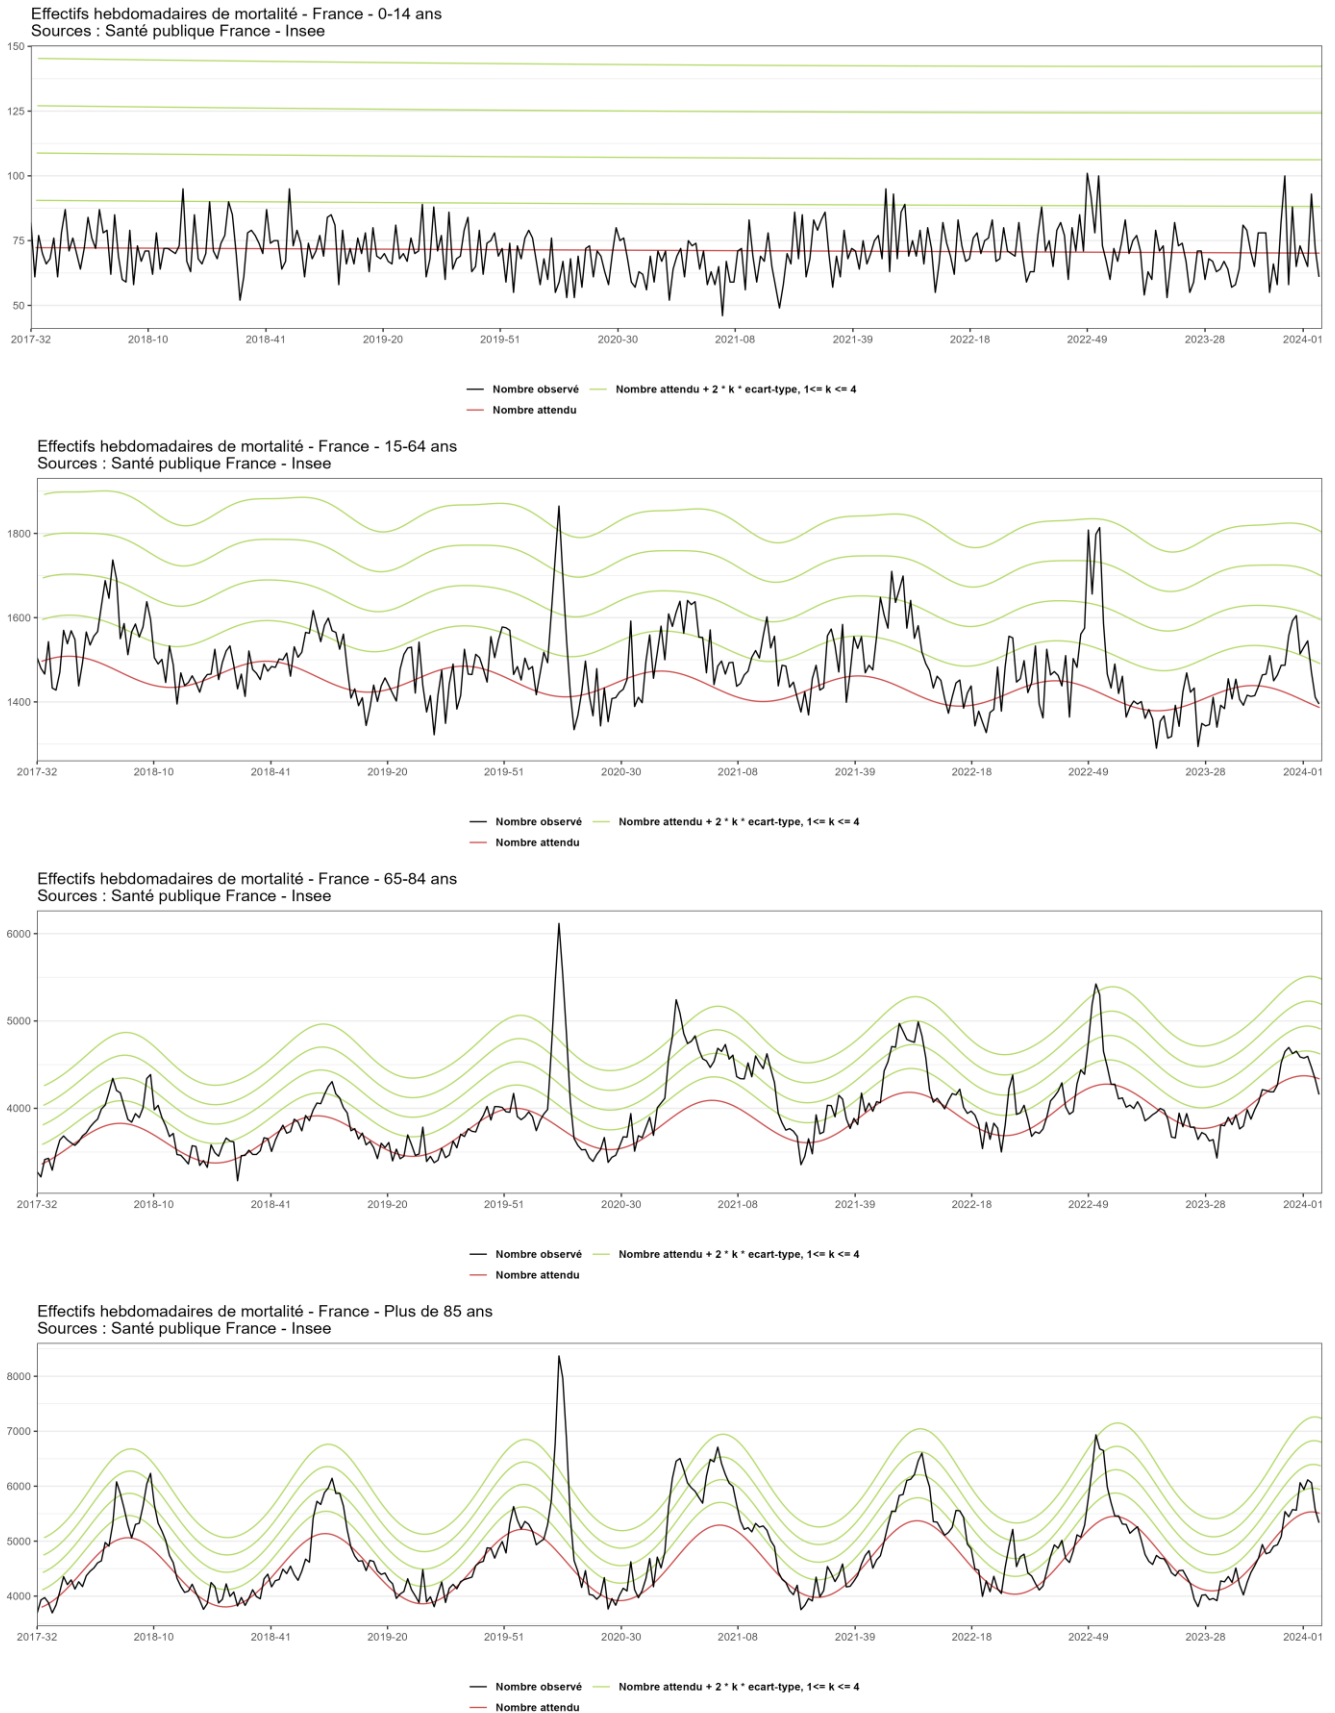 Effectifs hebdomadaires de mortalité - France - 0-14 ans
Sources : Santé publique France - Insee
150
125
100
75
50
2017-32 2018-10 2018-41 2019-20 2019-51 2020-30 2021-08 2021-39 2022-18 2022-49 2023-28 2024-01
Nombre observé Nombre attendu + 2 * k * ecart-type, 1<= k <= 4
Nombre attendu
Effectifs hebdomadaires de mortalité - France - 15-64 ans
Sources : Santé publique France - Insee
1800
1600
1400
2017-32 2018-10 2018-41 2019-20 2019-51 2020-30 2021-08 2021-39 2022-18 2022-49 2023-28 2024-01
Nombre observé Nombre attendu + 2 * k * ecart-type, 1<= k <= 4
Nombre attendu
Effectifs hebdomadaires de mortalité - France - 65-84 ans
Sources : Santé publique France - Insee
6000
5000
4000
2017-32 2018-10 2018-41 2019-20 2019-51 2020-30 2021-08 2021-39 2022-18 2022-49 2023-28 2024-01
Nombre observé Nombre attendu + 2 * k * ecart-type, 1<= k <= 4
Nombre attendu
Effectifs hebdomadaires de mortalité - France - Plus de 85 ans
Sources : Santé publique France - Insee
8000
7000
6000
5000
4000
2017-32 2018-10 2018-41 2019-20 2019-51 2020-30 2021-08 2021-39 2022-18 2022-49 2023-28 2024-01
Nombre observé Nombre attendu + 2 * k * ecart-type, 1<= k <= 4
Nombre attendu